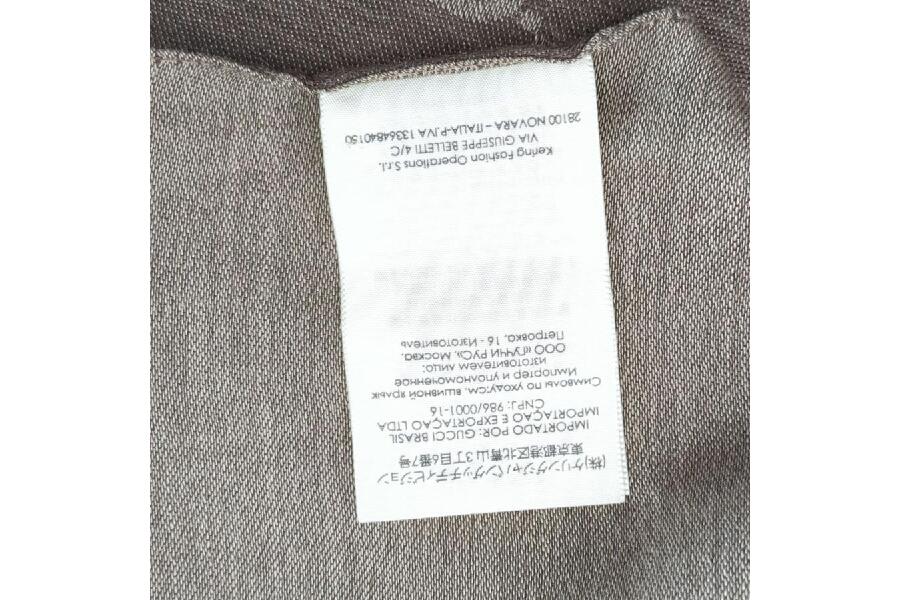 (株)ケリングジャパングッチディビジョン
東京都港区北青山3丁目6番7号
IMPORTADO POR: GUCCI BRASIL
IMPORTAÇÃO E EXPORTAÇÃO LTDA
CNPJ: 986/0001-16
Символы по уходу:см. вшивной ярлык
Импортер и уполномоченное
изготовителем лицо:
ООО «ГУЧЧИ РУС», Москва.
Петровка, 16 - Изготовитель
Kering Fashion Operations S.r.l.
VIA GIUSEPPE BELLETTI 4/C
28100 NOVARA – ITALIA-P.IVA 13364840150